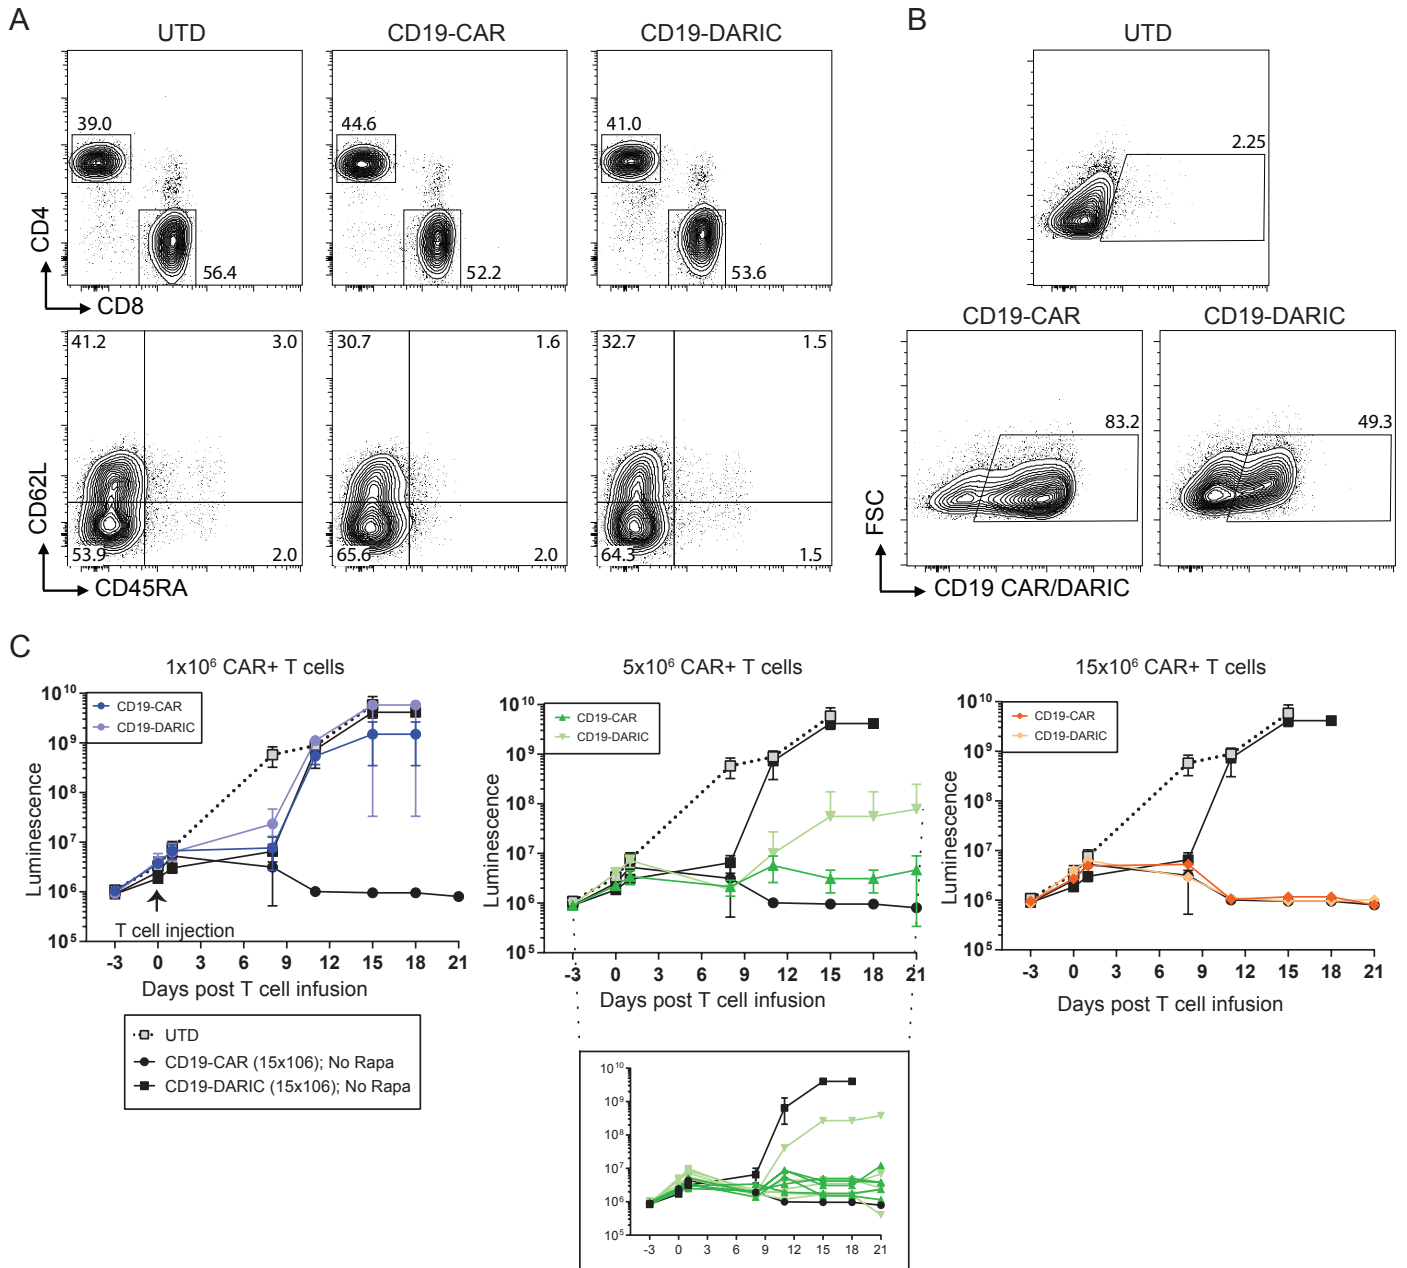 A
UTD
CD19-CAR
CD19-DARIC
39.0
56.4
44.6
52.2
41.0
53.6
CD4
CD8
41.2
3.0
53.9
2.0
30.7
1.6
65.6
2.0
32.7
1.5
64.3
1.5
CD62L
CD45RA
B
UTD
2.25
CD19-CAR
CD19-DARIC
83.2
49.3
FSC
CD19 CAR/DARIC
C
1x10⁶ CAR+ T cells
CD19-CAR
CD19-DARIC
Luminescence
10¹⁰
10⁹
10⁸
10⁷
10⁶
10⁵
T cell injection
-3 0 3 6 9 12 15 18 21
Days post T cell infusion
UTD
CD19-CAR (15x106); No Rapa
CD19-DARIC (15x106); No Rapa
5x10⁶ CAR+ T cells
CD19-CAR
CD19-DARIC
Luminescence
10¹⁰
10⁹
10⁸
10⁷
10⁶
10⁵
-3 0 3 6 9 12 15 18 21
Days post T cell infusion
10¹⁰
10⁹
10⁸
10⁷
10⁶
10⁵
-3 0 3 6 9 12 15 18 21
15x10⁶ CAR+ T cells
CD19-CAR
CD19-DARIC
Luminescence
10¹⁰
10⁹
10⁸
10⁷
10⁶
10⁵
-3 0 3 6 9 12 15 18 21
Days post T cell infusion